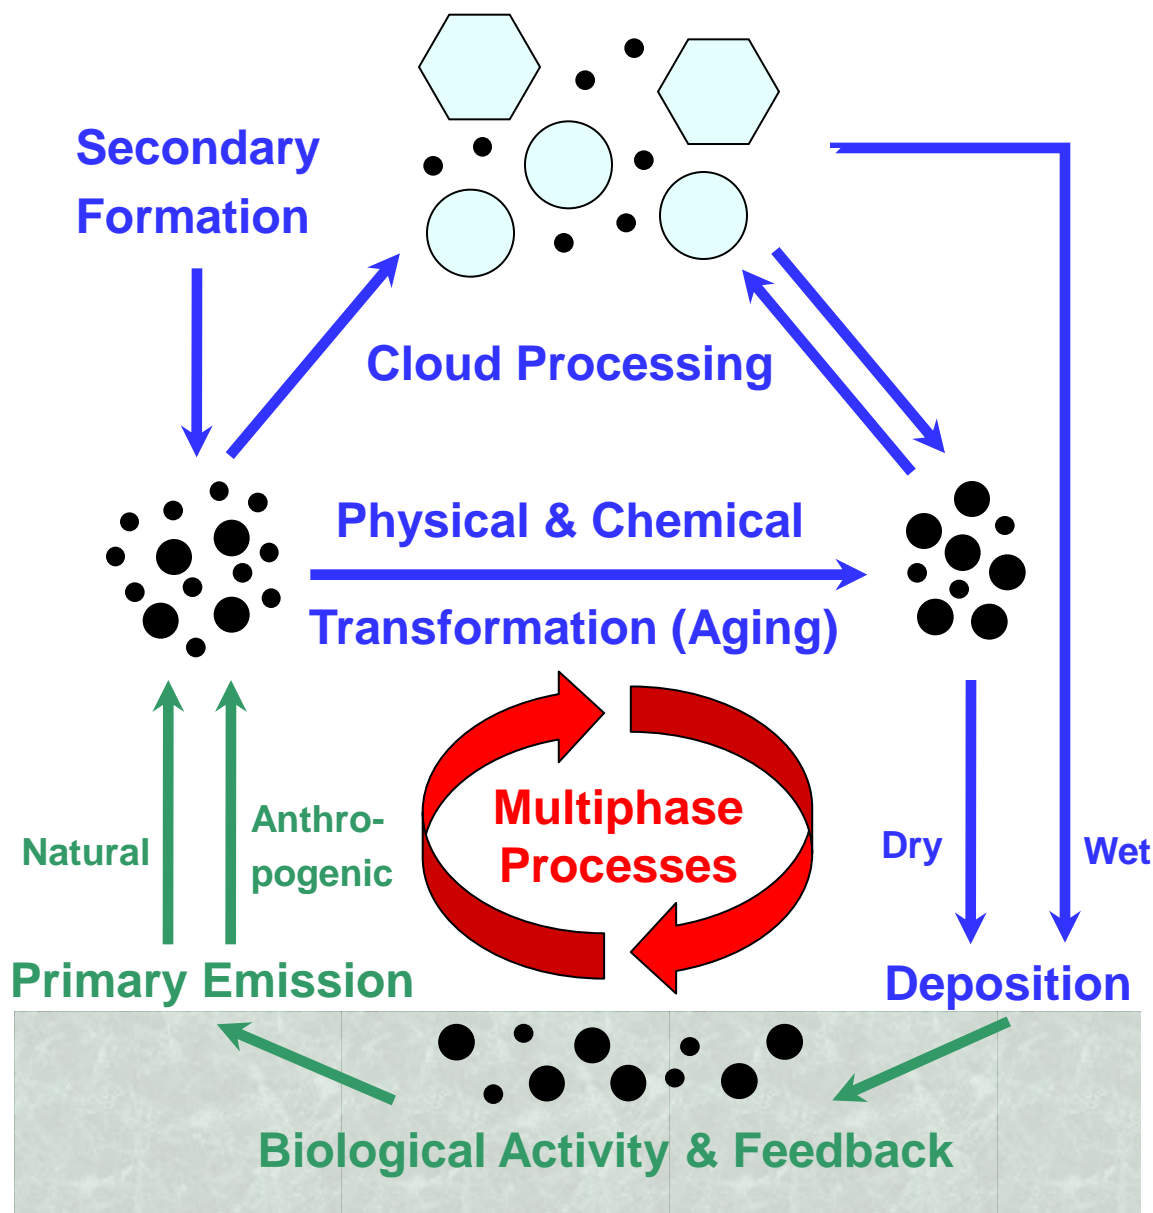 Secondary
Formation
Cloud Processing
Physical & Chemical
Transformation (Aging)
Multiphase
Processes
Natural
Anthro-
pogenic
Dry
Wet
Primary Emission
Deposition
Biological Activity & Feedback